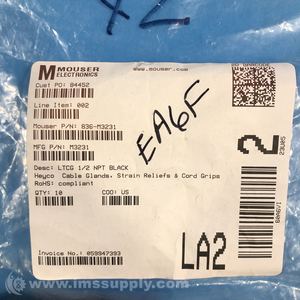 x2
MOUSER
ELECTRONICS
www.mouser.com
Cust PO: 84452
Line Item: 002
Mouser P/N: 836-M3231
MFG P/N: M3231
EA6F
Desc: LTCG 1/2 NPT BLACK
Heyco Cable Glands, Strain Reliefs & Cord Grips
RoHS: compliant
QTY: 10 COO: US
Invoice No.: 059947393
2
LA2
© www.imssupply.com